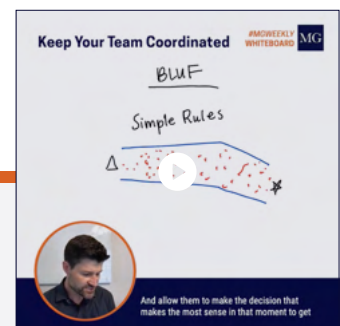 Keep Your Team Coordinated
#MGWEEKLY
WHITEBOARD
MG
BLUF
Simple Rules
And allow them to make the decision that
makes the most sense in that moment to get